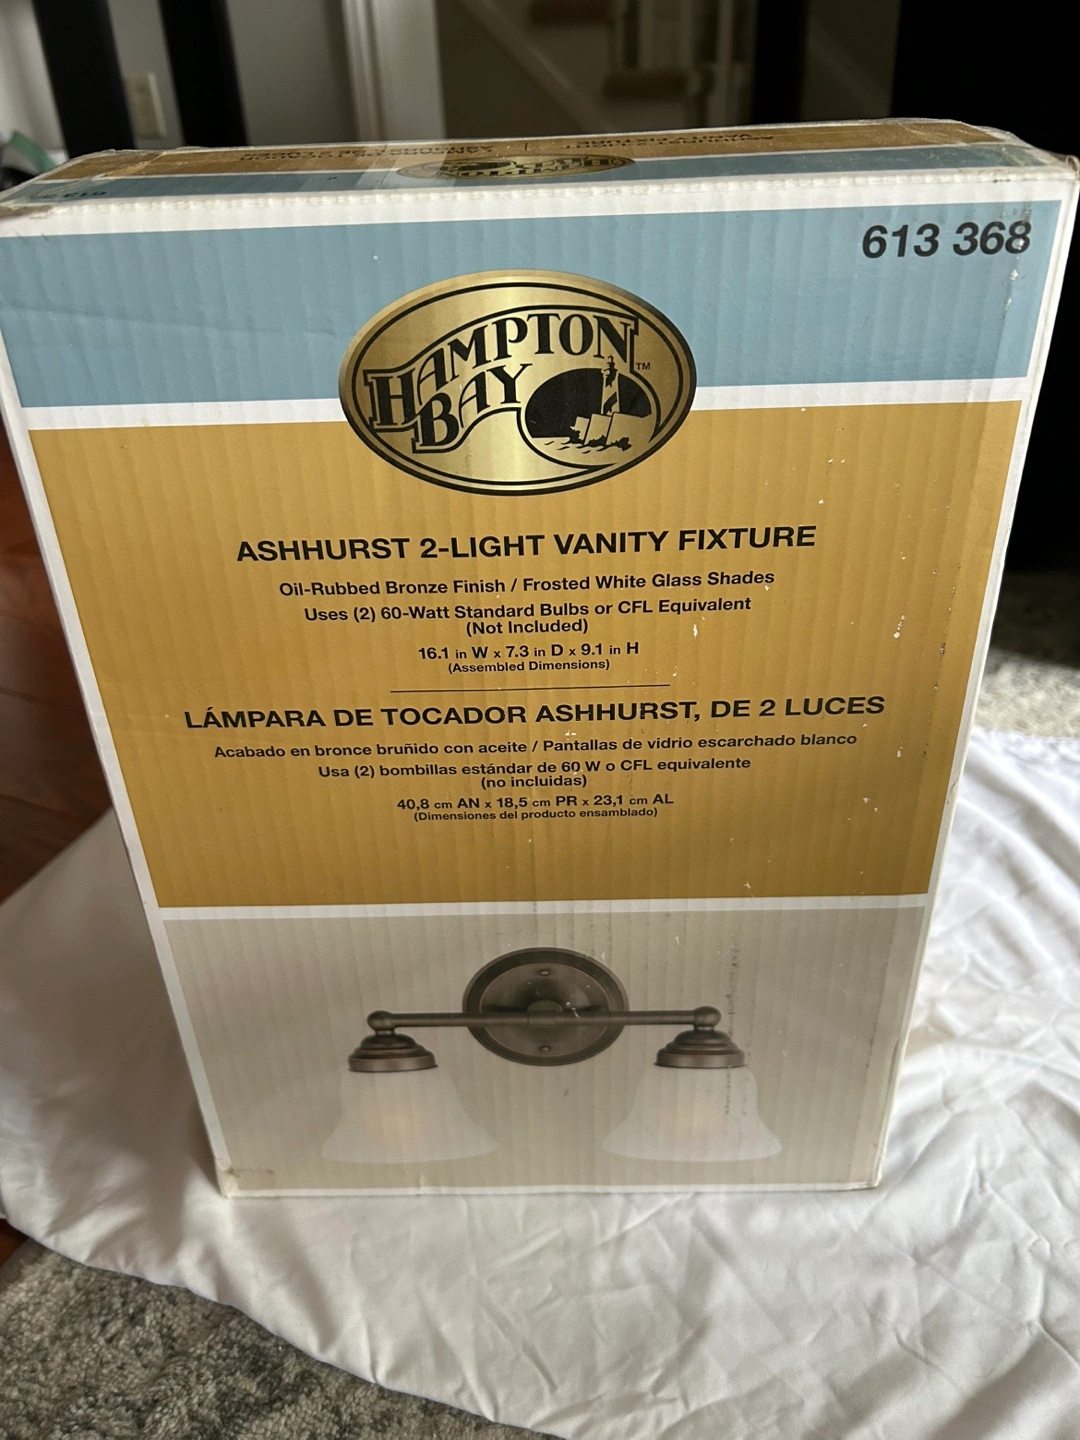 613 368
HAMPTON
BAY™
ASHHURST 2-LIGHT VANITY FIXTURE
Oil-Rubbed Bronze Finish / Frosted White Glass Shades
Uses (2) 60-Watt Standard Bulbs or CFL Equivalent
(Not Included)
16.1 in W x 7.3 in D x 9.1 in H
(Assembled Dimensions)
LÁMPARA DE TOCADOR ASHHURST, DE 2 LUCES
Acabado en bronce bruñido con aceite / Pantallas de vidrio escarchado blanco
Usa (2) bombillas estándar de 60 W o CFL equivalente
(no incluidas)
40,8 cm AN x 18,5 cm PR x 23,1 cm AL
(Dimensiones del producto ensamblado)